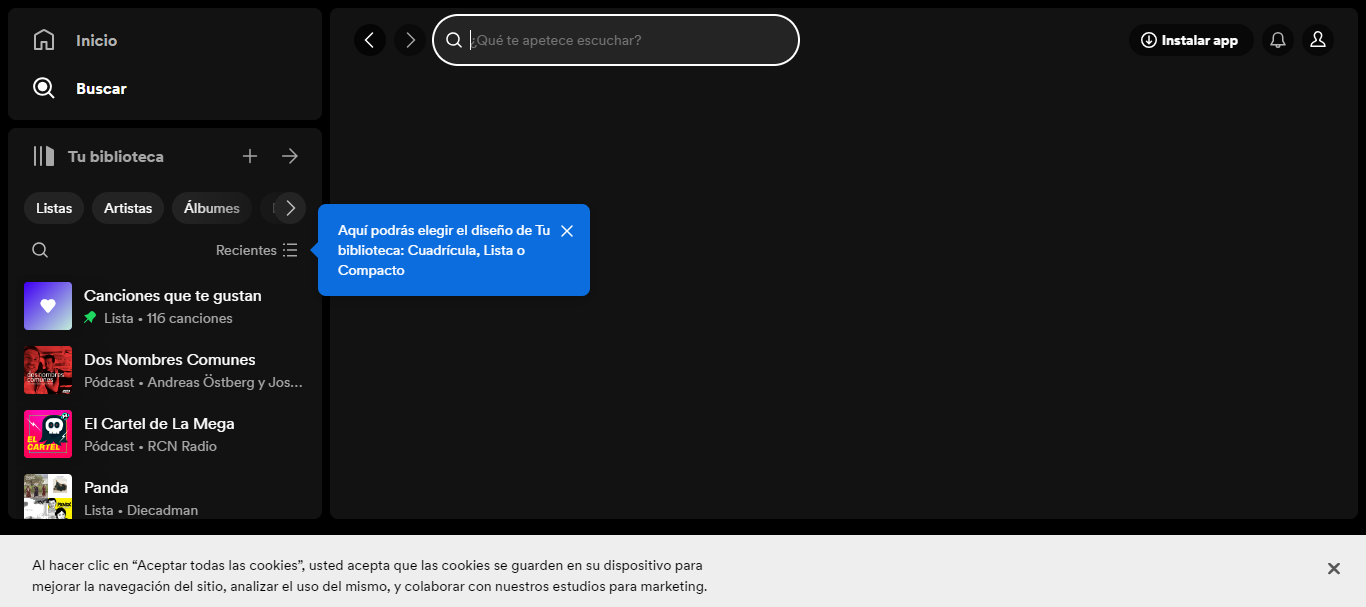 Inicio
Buscar
Tu biblioteca
Listas
Artistas
Álbumes
Recientes
Canciones que te gustan
Lista • 116 canciones
Dos Nombres Comunes
Pódcast • Andreas Östberg y Jos...
El Cartel de La Mega
Pódcast • RCN Radio
EL CARTEL
Panda
Lista • Diecadman
¿Qué te apetece escuchar?
Instalar app
Aquí podrás elegir el diseño de Tu
biblioteca: Cuadrícula, Lista o
Compacto
Al hacer clic en “Aceptar todas las cookies”, usted acepta que las cookies se guarden en su dispositivo para
mejorar la navegación del sitio, analizar el uso del mismo, y colaborar con nuestros estudios para marketing.